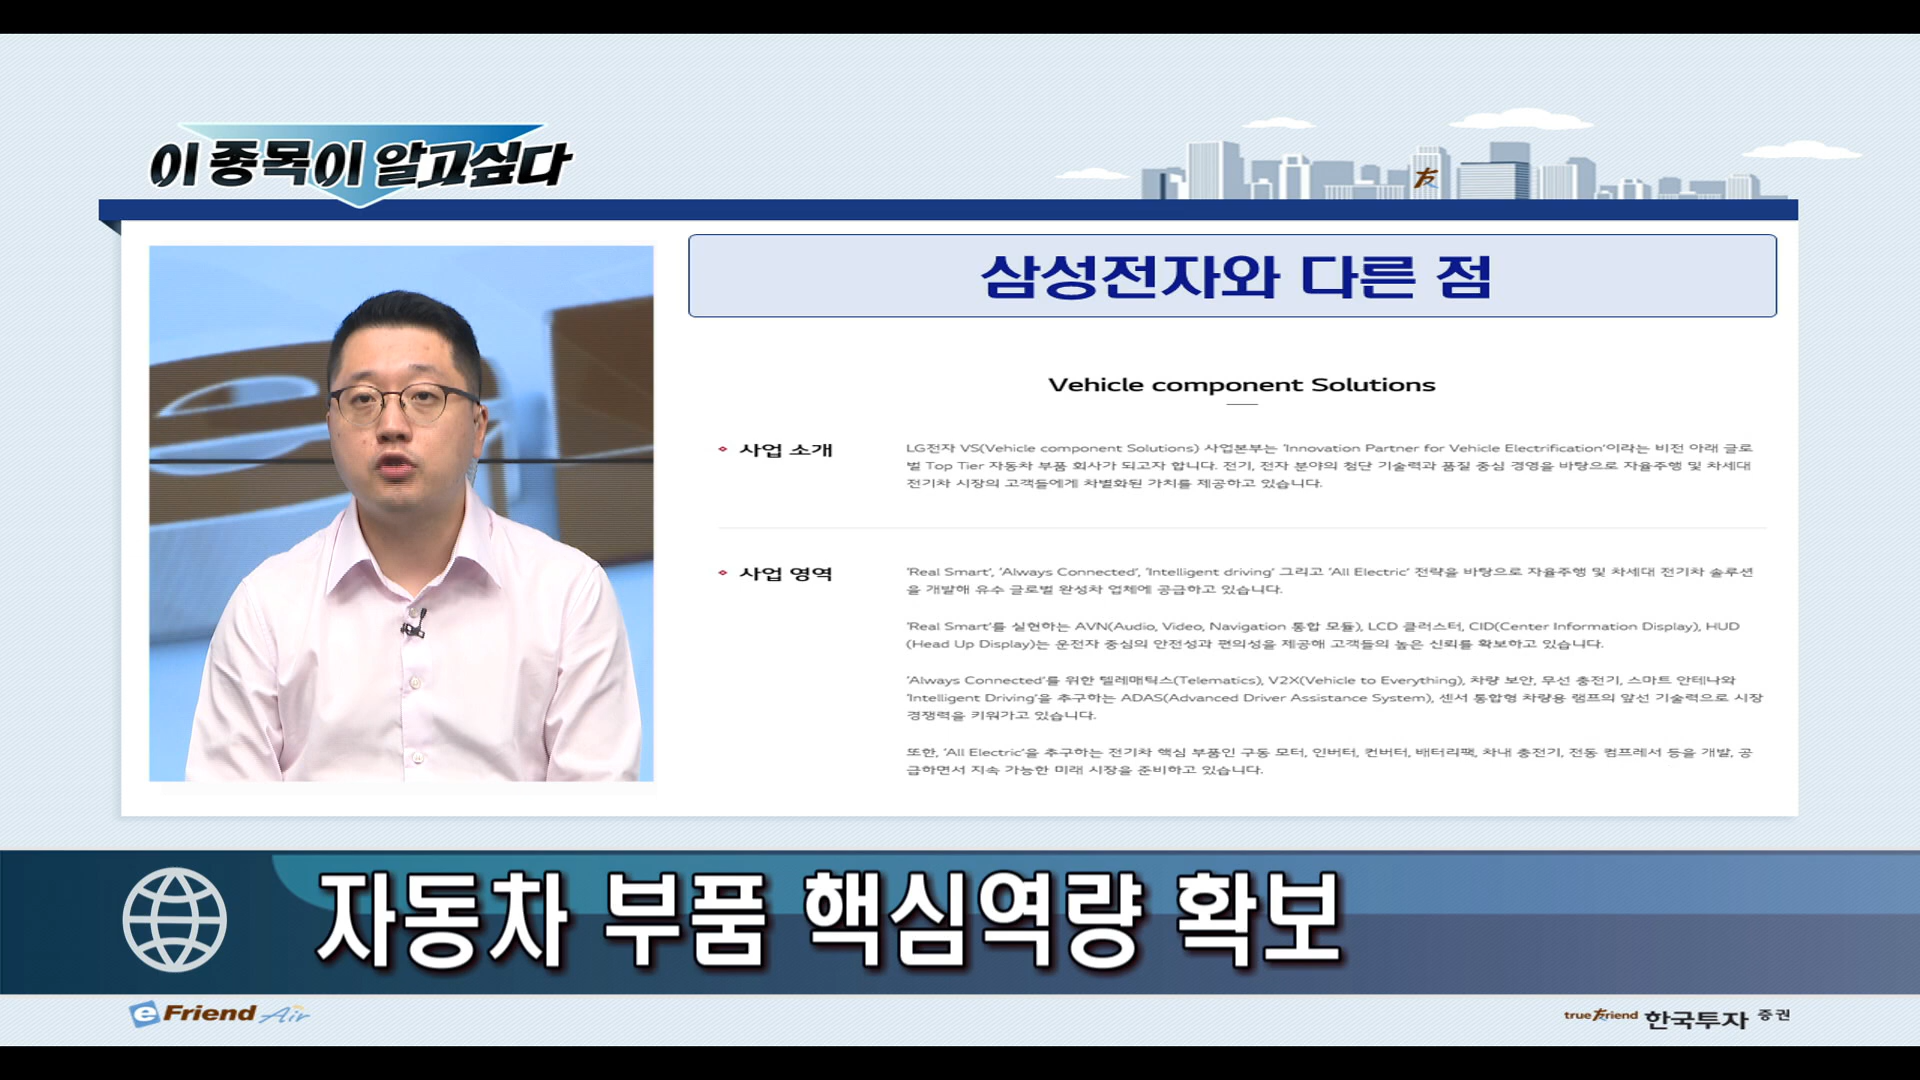 이 종목이 알고싶다
友
삼성전자와 다른 점
Vehicle component Solutions
사업 소개
LG전자 VS(Vehicle component Solutions) 사업본부는 'Innovation Partner for Vehicle Electrification'이라는 비전 아래 글로
벌 Top Tier 자동차 부품 회사가 되고자 합니다. 전기, 전자 분야의 첨단 기술력과 품질 중심 경영을 바탕으로 자율주행 및 차세대
전기차 시장의 고객들에게 차별화된 가치를 제공하고 있습니다.
사업 영역
'Real Smart', 'Always Connected', 'Intelligent driving' 그리고 'All Electric' 전략을 바탕으로 자율주행 및 차세대 전기차 솔루션
을 개발해 유수 글로벌 완성차 업체에 공급하고 있습니다.
'Real Smart'를 실현하는 AVN(Audio, Video, Navigation 통합 모듈), LCD 클러스터, CID(Center Information Display), HUD
(Head Up Display)는 운전자 중심의 안전성과 편의성을 제공해 고객들의 높은 신뢰를 확보하고 있습니다.
'Always Connected'를 위한 텔레매틱스(Telematics), V2X(Vehicle to Everything), 차량 보안, 무선 충전기, 스마트 안테나와
'Intelligent Driving'을 추구하는 ADAS(Advanced Driver Assistance System), 센서 통합형 차량용 램프의 앞선 기술력으로 시장
경쟁력을 키워가고 있습니다.
또한, 'All Electric'을 추구하는 전기차 핵심 부품인 구동 모터, 인버터, 컨버터, 배터리팩, 차내 충전기, 전동 컴프레서 등을 개발, 공
급하면서 지속 가능한 미래 시장을 준비하고 있습니다.
자동차 부품 핵심역량 확보
eFriend Air
true友riend 한국투자 증권